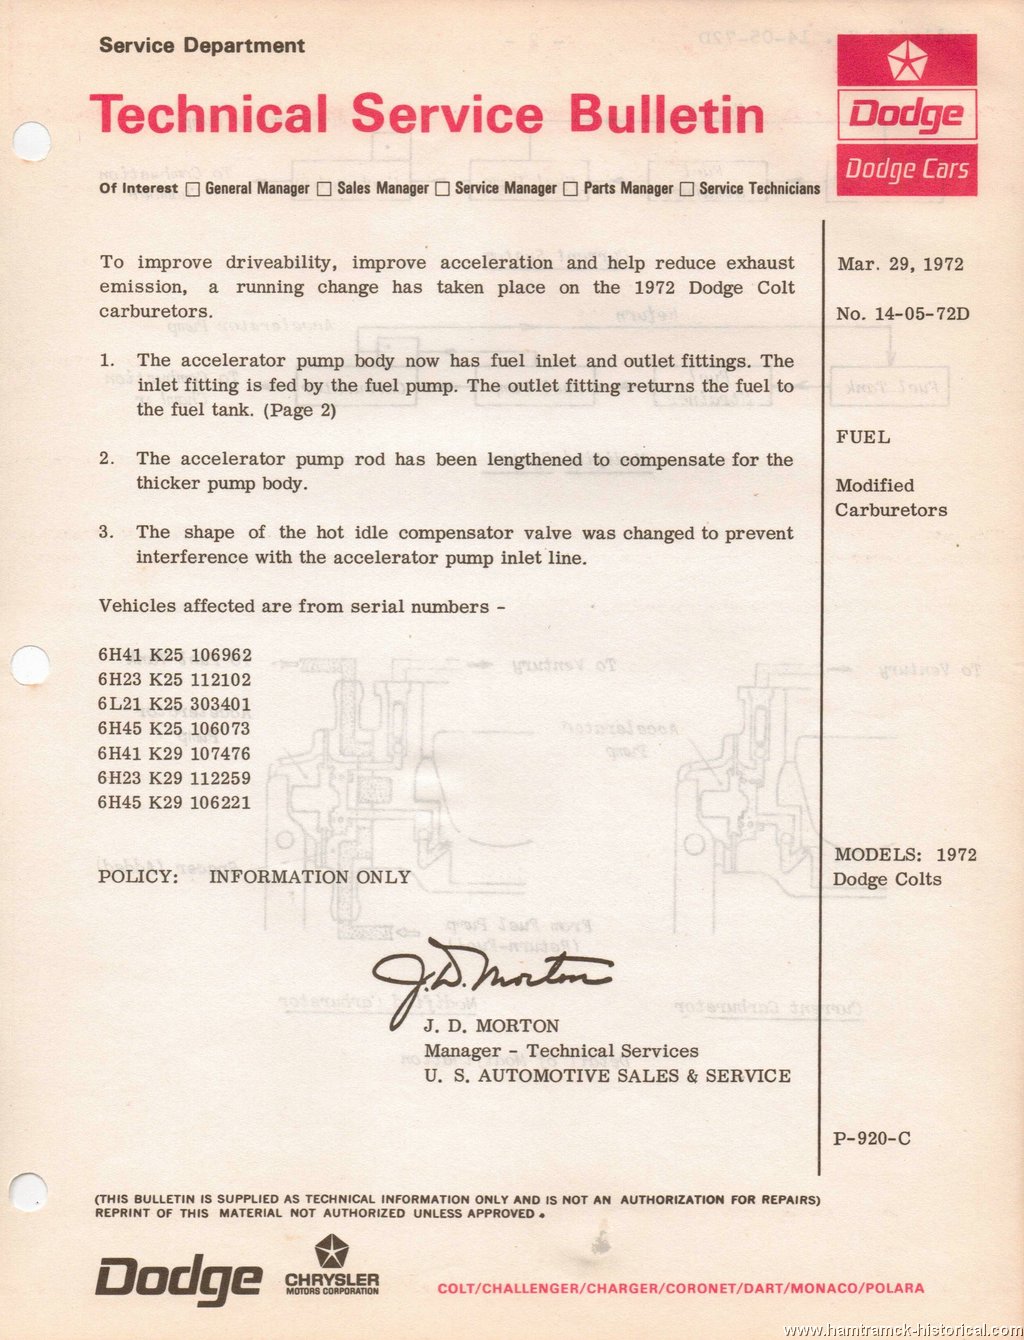 Service Department
Technical Service Bulletin
Dodge
Dodge Cars
Of Interest □ General Manager □ Sales Manager □ Service Manager □ Parts Manager □ Service Technicians
To improve driveability, improve acceleration and help reduce exhaust
emission, a running change has taken place on the 1972 Dodge Colt
carburetors.
1. The accelerator pump body now has fuel inlet and outlet fittings. The
inlet fitting is fed by the fuel pump. The outlet fitting returns the fuel to
the fuel tank. (Page 2)
2. The accelerator pump rod has been lengthened to compensate for the
thicker pump body.
3. The shape of the hot idle compensator valve was changed to prevent
interference with the accelerator pump inlet line.
Vehicles affected are from serial numbers -
6H41 K25 106962
6H23 K25 112102
6L21 K25 303401
6H45 K25 106073
6H41 K29 107476
6H23 K29 112259
6H45 K29 106221
POLICY: INFORMATION ONLY
J. D. Morton
J. D. MORTON
Manager - Technical Services
U. S. AUTOMOTIVE SALES & SERVICE
Mar. 29, 1972
No. 14-05-72D
FUEL
Modified
Carburetors
MODELS: 1972
Dodge Colts
P-920-C
(THIS BULLETIN IS SUPPLIED AS TECHNICAL INFORMATION ONLY AND IS NOT AN AUTHORIZATION FOR REPAIRS)
REPRINT OF THIS MATERIAL NOT AUTHORIZED UNLESS APPROVED.
Dodge
CHRYSLER
MOTORS CORPORATION
COLT/CHALLENGER/CHARGER/CORONET/DART/MONACO/POLARA
www.hamtramck-historical.com